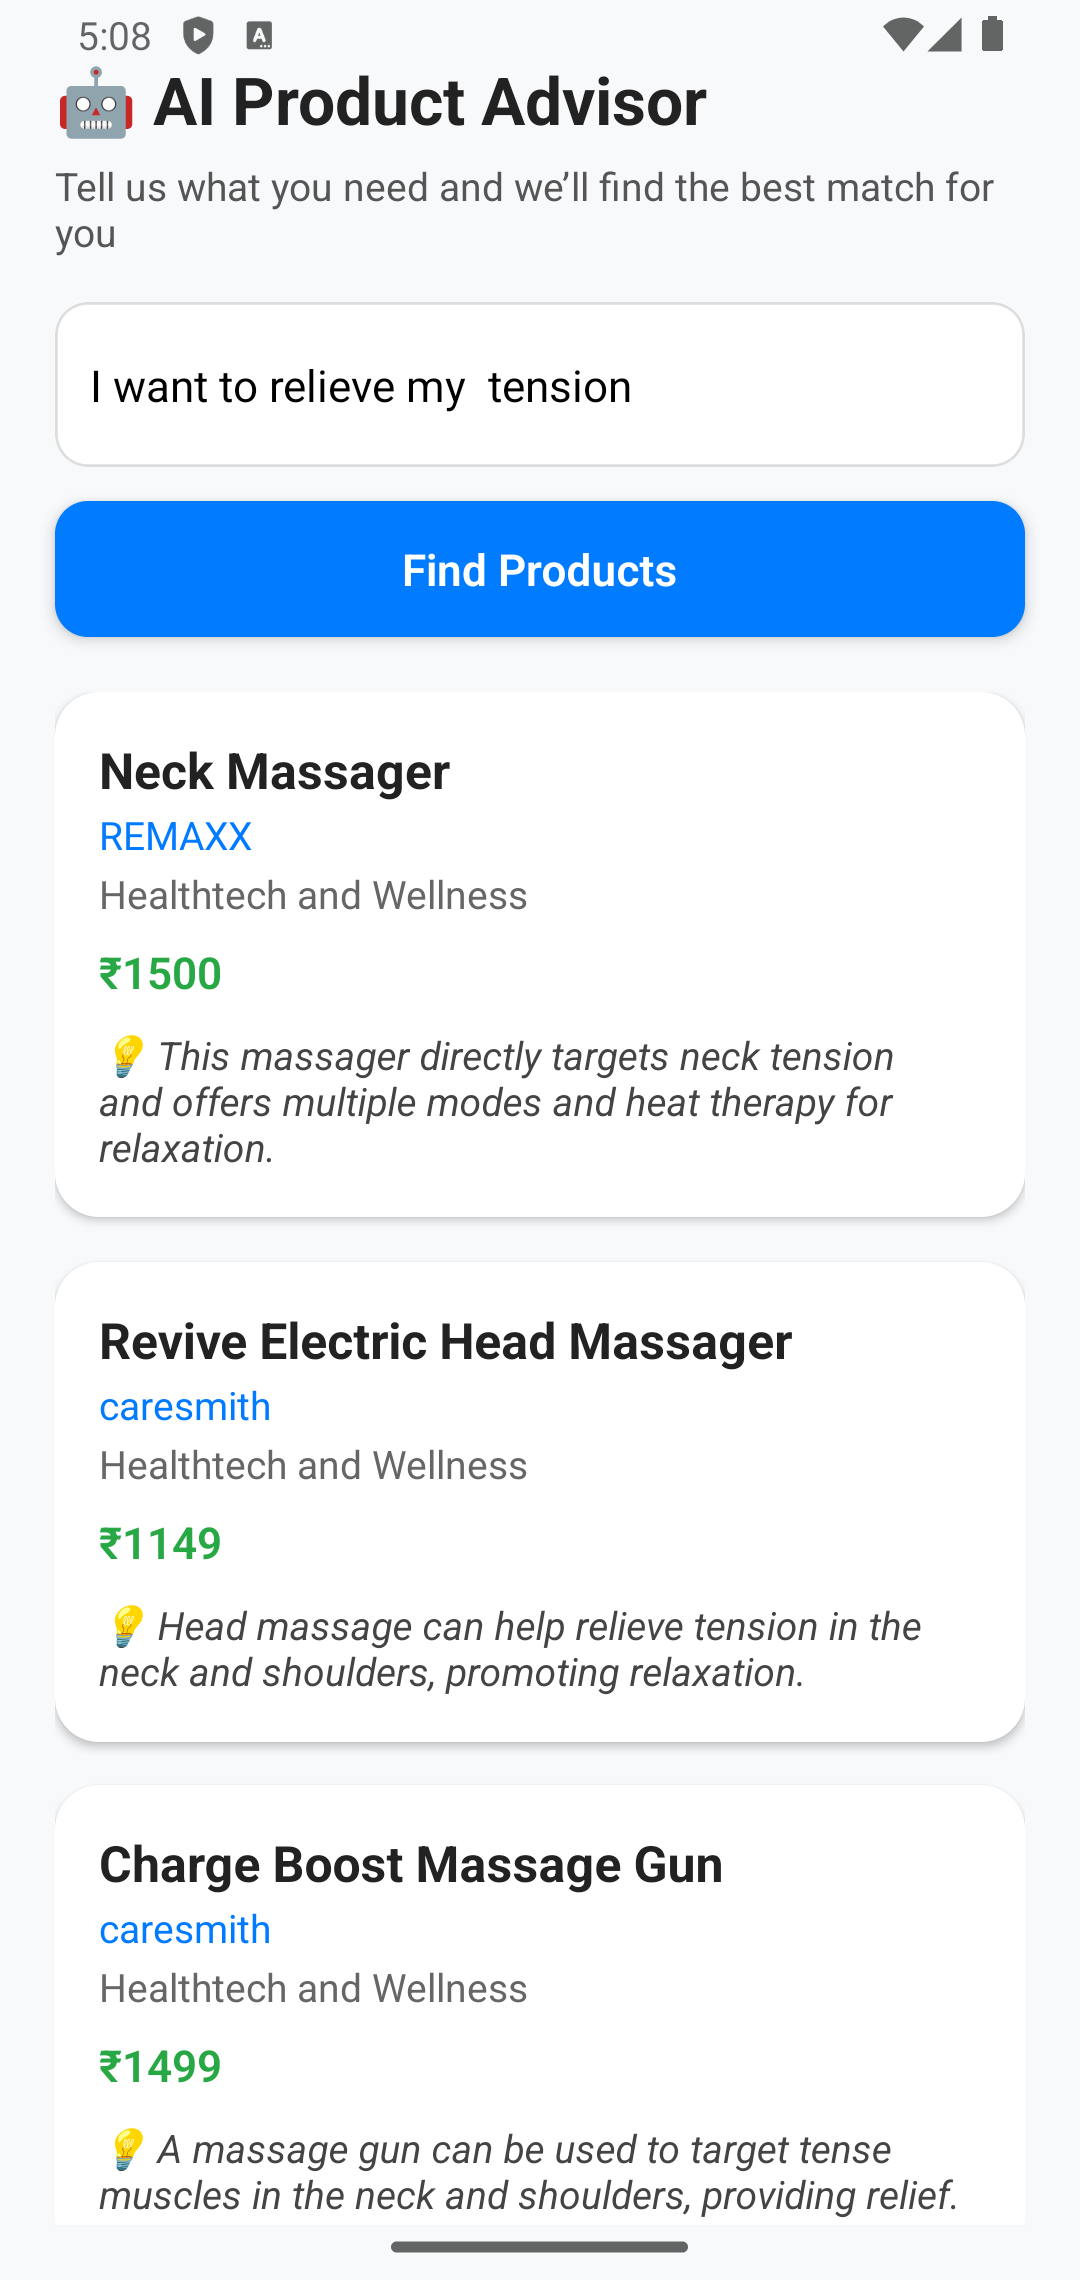 5:08
AI Product Advisor
Tell us what you need and we’ll find the best match for
you
I want to relieve my  tension
Find Products
Neck Massager
REMAXX
Healthtech and Wellness
₹1500
💡 This massager directly targets neck tension
and offers multiple modes and heat therapy for
relaxation.
Revive Electric Head Massager
caresmith
Healthtech and Wellness
₹1149
💡 Head massage can help relieve tension in the
neck and shoulders, promoting relaxation.
Charge Boost Massage Gun
caresmith
Healthtech and Wellness
₹1499
💡 A massage gun can be used to target tense
muscles in the neck and shoulders, providing relief.